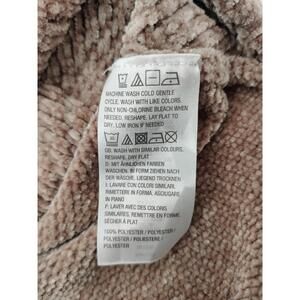 MACHINE WASH COLD GENTLE
CYCLE. WASH WITH LIKE COLORS.
ONLY NON-CHLORINE BLEACH WHEN
NEEDED. RESHAPE, LAY FLAT TO
DRY. LOW IRON IF NEEDED
GB: WASH WITH SIMILAR COLOURS.
RESHAPE, DRY FLAT
D: MIT ÄHNLICHEN FARBEN
WASCHEN. IN FORM ZIEHEN NACH
DER WÄSCHE, LIEGEND TROCKNEN
I: LAVARE CON COLORI SIMILAR.
RIMETTERE IN FORMA, ASCIUGARE
IN PIANO
F: LAVER AVEC DES COLORIS
SIMILAIRES. REMETTRE EN FORME
SÉCHER À PLAT
100% POLYESTER / POLYESTER /
POLYESTER / POLIESTERE /
POLYESTER